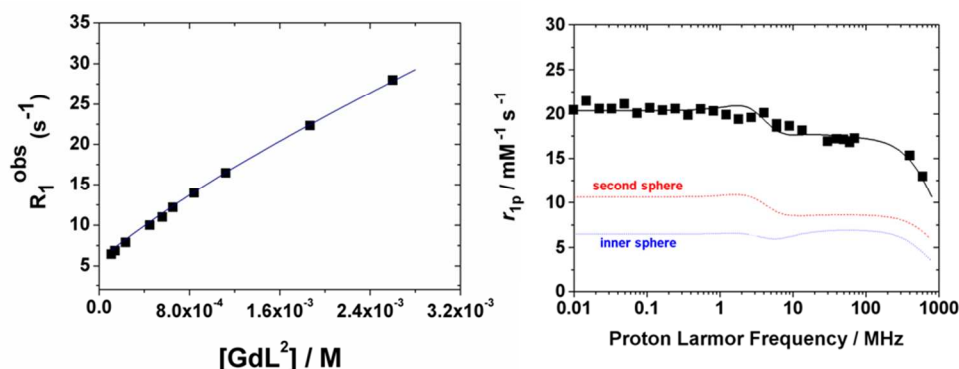 35
30
25
20
15
10
5
R₁ᵒᵇˢ (s⁻¹)
0.0
8.0x10⁻⁴
1.6x10⁻³
2.4x10⁻³
3.2x10⁻³
[GdL²] / M
30
25
20
15
10
5
0
r₁ₚ / mM⁻¹ s⁻¹
second sphere
inner sphere
0.01
0.1
1
10
100
1000
Proton Larmor Frequency / MHz